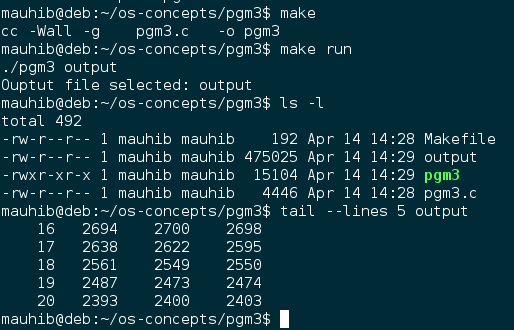 mauhib@deb:~/os-concepts/pgm3$ make
cc -Wall -g    pgm3.c   -o pgm3
mauhib@deb:~/os-concepts/pgm3$ make run
./pgm3 output
Ouptut file selected: output
mauhib@deb:~/os-concepts/pgm3$ ls -l
total 492
-rw-r--r-- 1 mauhib mauhib    192 Apr 14 14:28 Makefile
-rw-r--r-- 1 mauhib mauhib 475025 Apr 14 14:29 output
-rwxr-xr-x 1 mauhib mauhib  15104 Apr 14 14:29 pgm3
-rw-r--r-- 1 mauhib mauhib   4446 Apr 14 14:28 pgm3.c
mauhib@deb:~/os-concepts/pgm3$ tail --lines 5 output
    16   2694    2700    2698
    17   2638    2622    2595
    18   2561    2549    2550
    19   2487    2473    2474
    20   2393    2400    2403
mauhib@deb:~/os-concepts/pgm3$